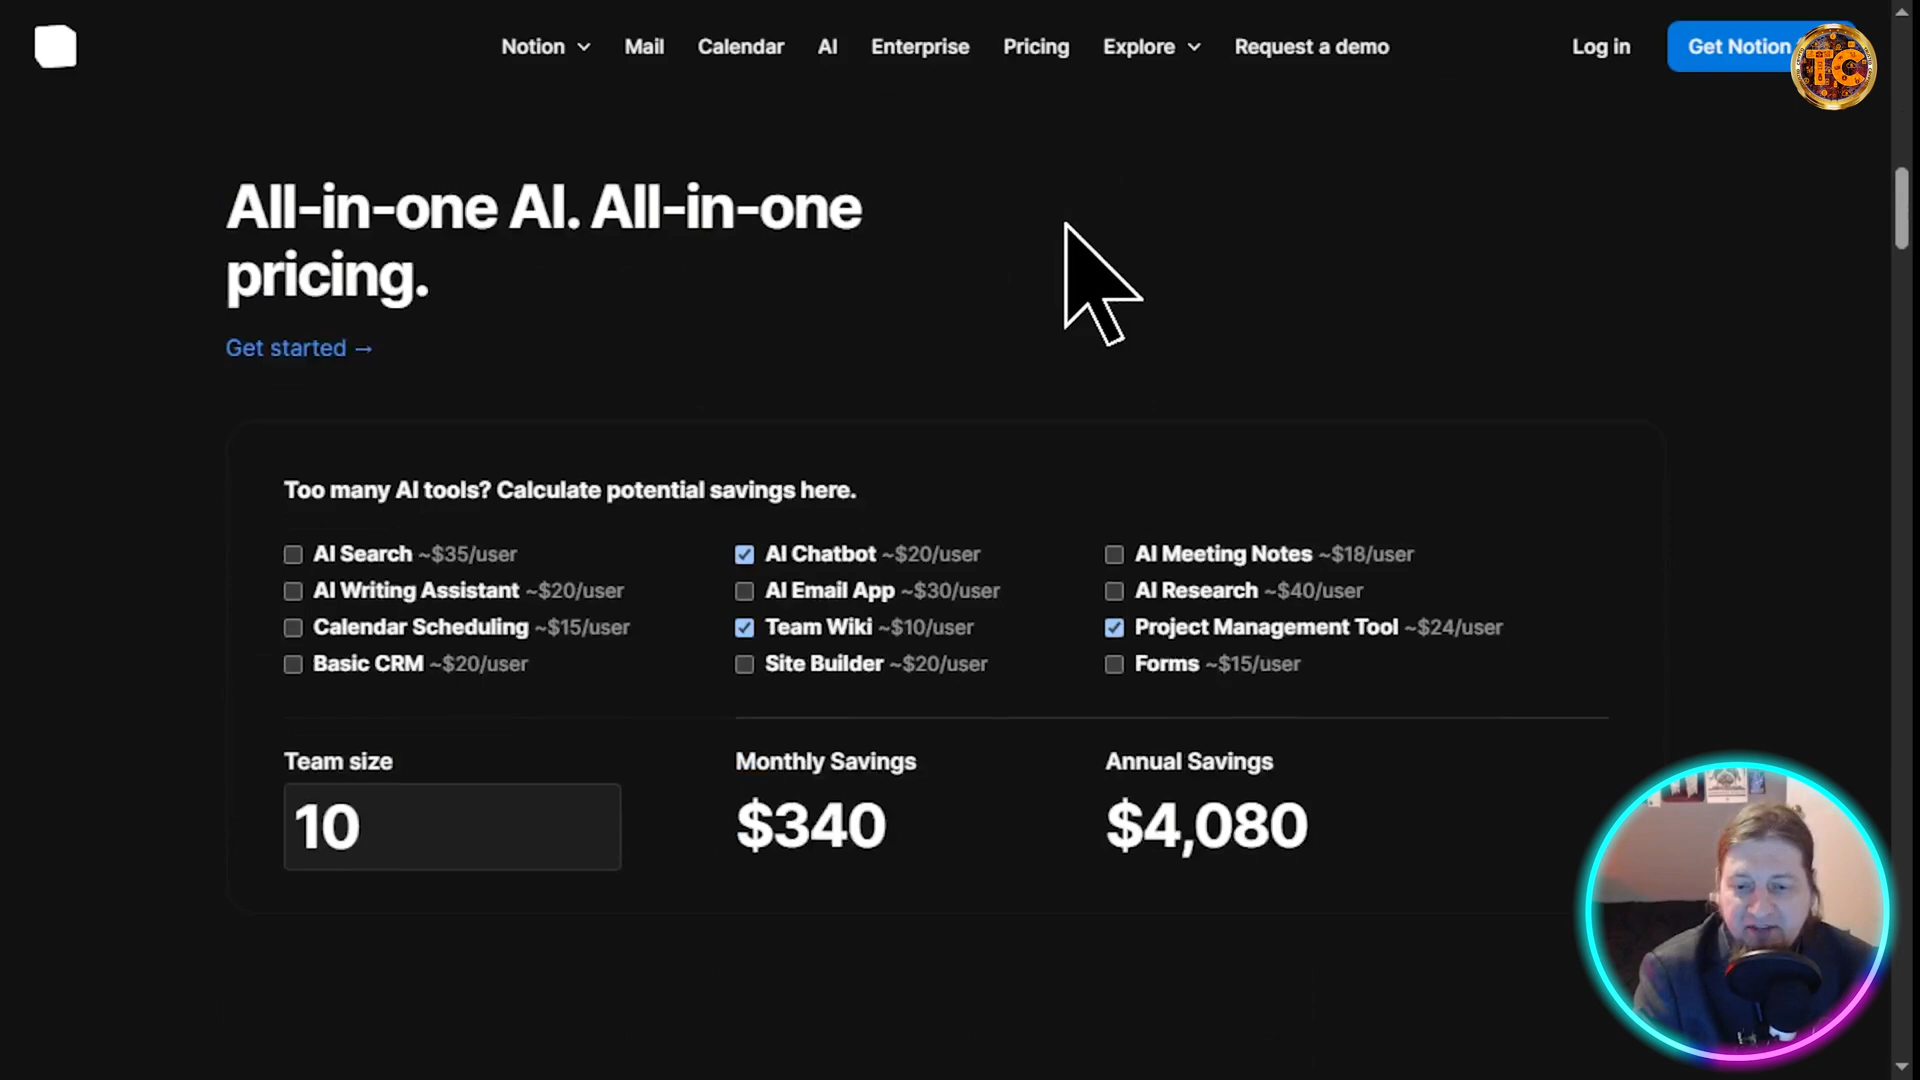 Notion Mail Calendar AI Enterprise Pricing Explore Request a demo Log in Get Notion
TC
All-in-one AI. All-in-one
pricing.
Get started →
Too many AI tools? Calculate potential savings here.
AI Search ~$35/user AI Chatbot ~$20/user AI Meeting Notes ~$18/user
AI Writing Assistant ~$20/user AI Email App ~$30/user AI Research ~$40/user
Calendar Scheduling ~$15/user Team Wiki ~$10/user Project Management Tool ~$24/user
Basic CRM ~$20/user Site Builder ~$20/user Forms ~$15/user
Team size Monthly Savings Annual Savings
10 $340 $4,080